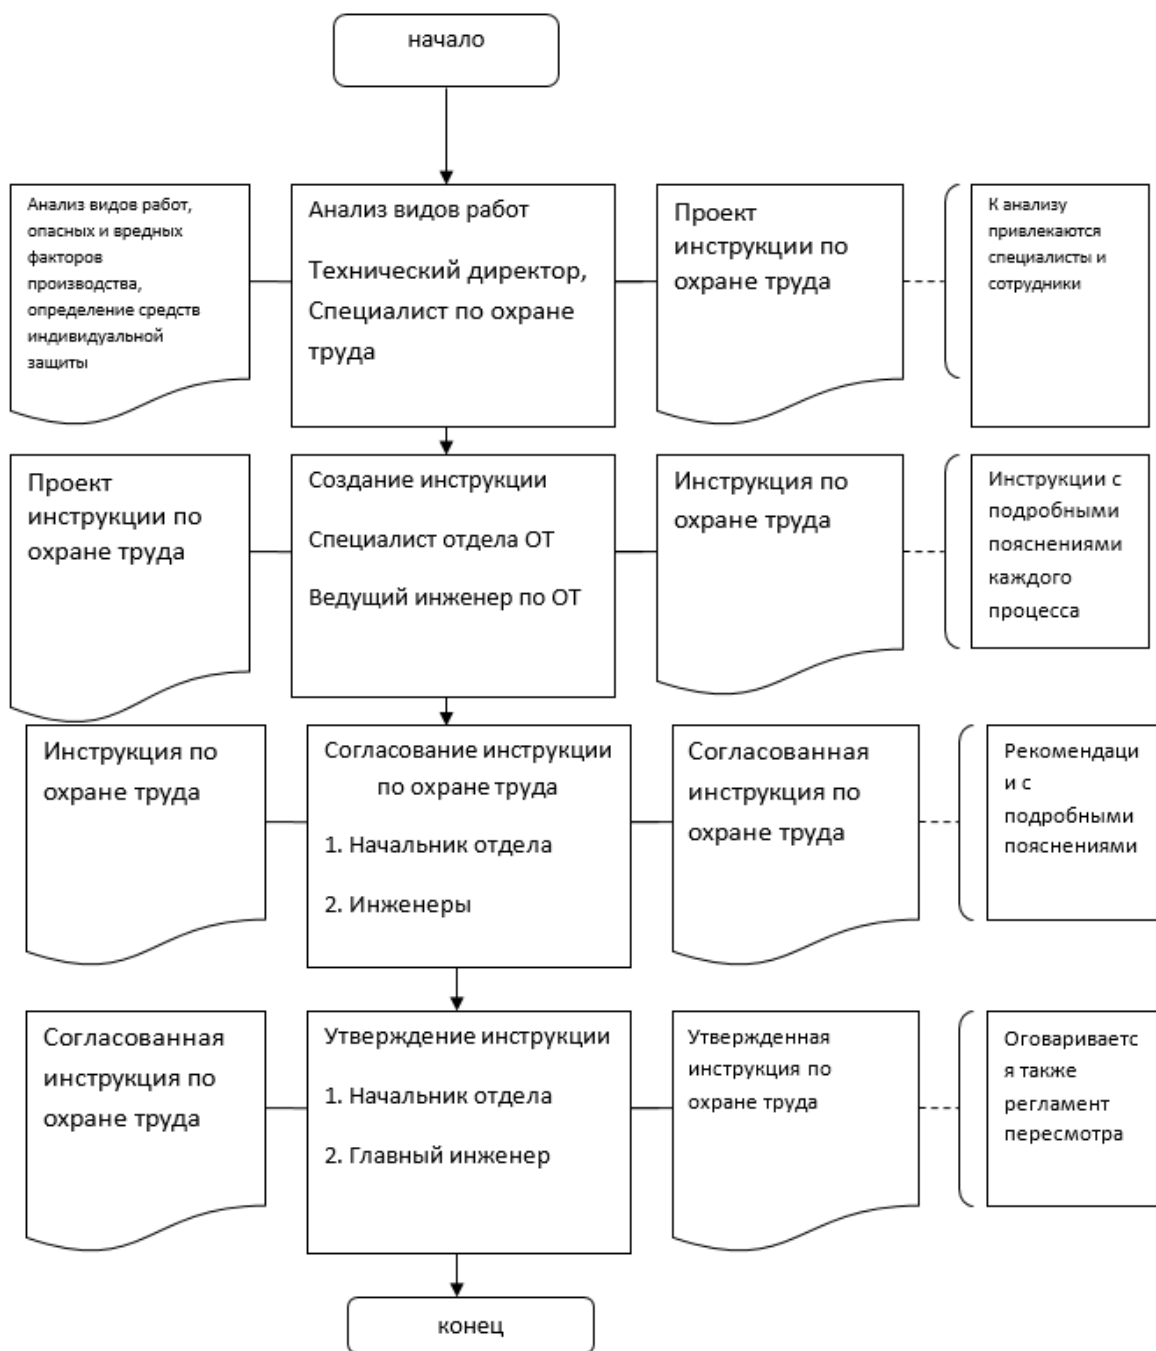 начало
Анализ видов работ,
опасных и вредных
факторов
производства,
определение средств
индивидуальной
защиты
Анализ видов работ
Технический директор,
Специалист по охране
труда
Проект
инструкции по
охране труда
К анализу
привлекаются
специалисты и
сотрудники
Проект
инструкции по
охране труда
Создание инструкции
Специалист отдела ОТ
Ведущий инженер по ОТ
Инструкция по
охране труда
Инструкции с
подробными
пояснениями
каждого
процесса
Инструкция по
охране труда
Согласование инструкции
по охране труда
1. Начальник отдела
2. Инженеры
Согласованная
инструкция по
охране труда
Рекомендаци
и с
подробными
пояснениями
Согласованная
инструкция по
охране труда
Утверждение инструкции
1. Начальник отдела
2. Главный инженер
Утвержденная
инструкция по
охране труда
Оговариваетс
я также
регламент
пересмотра
конец